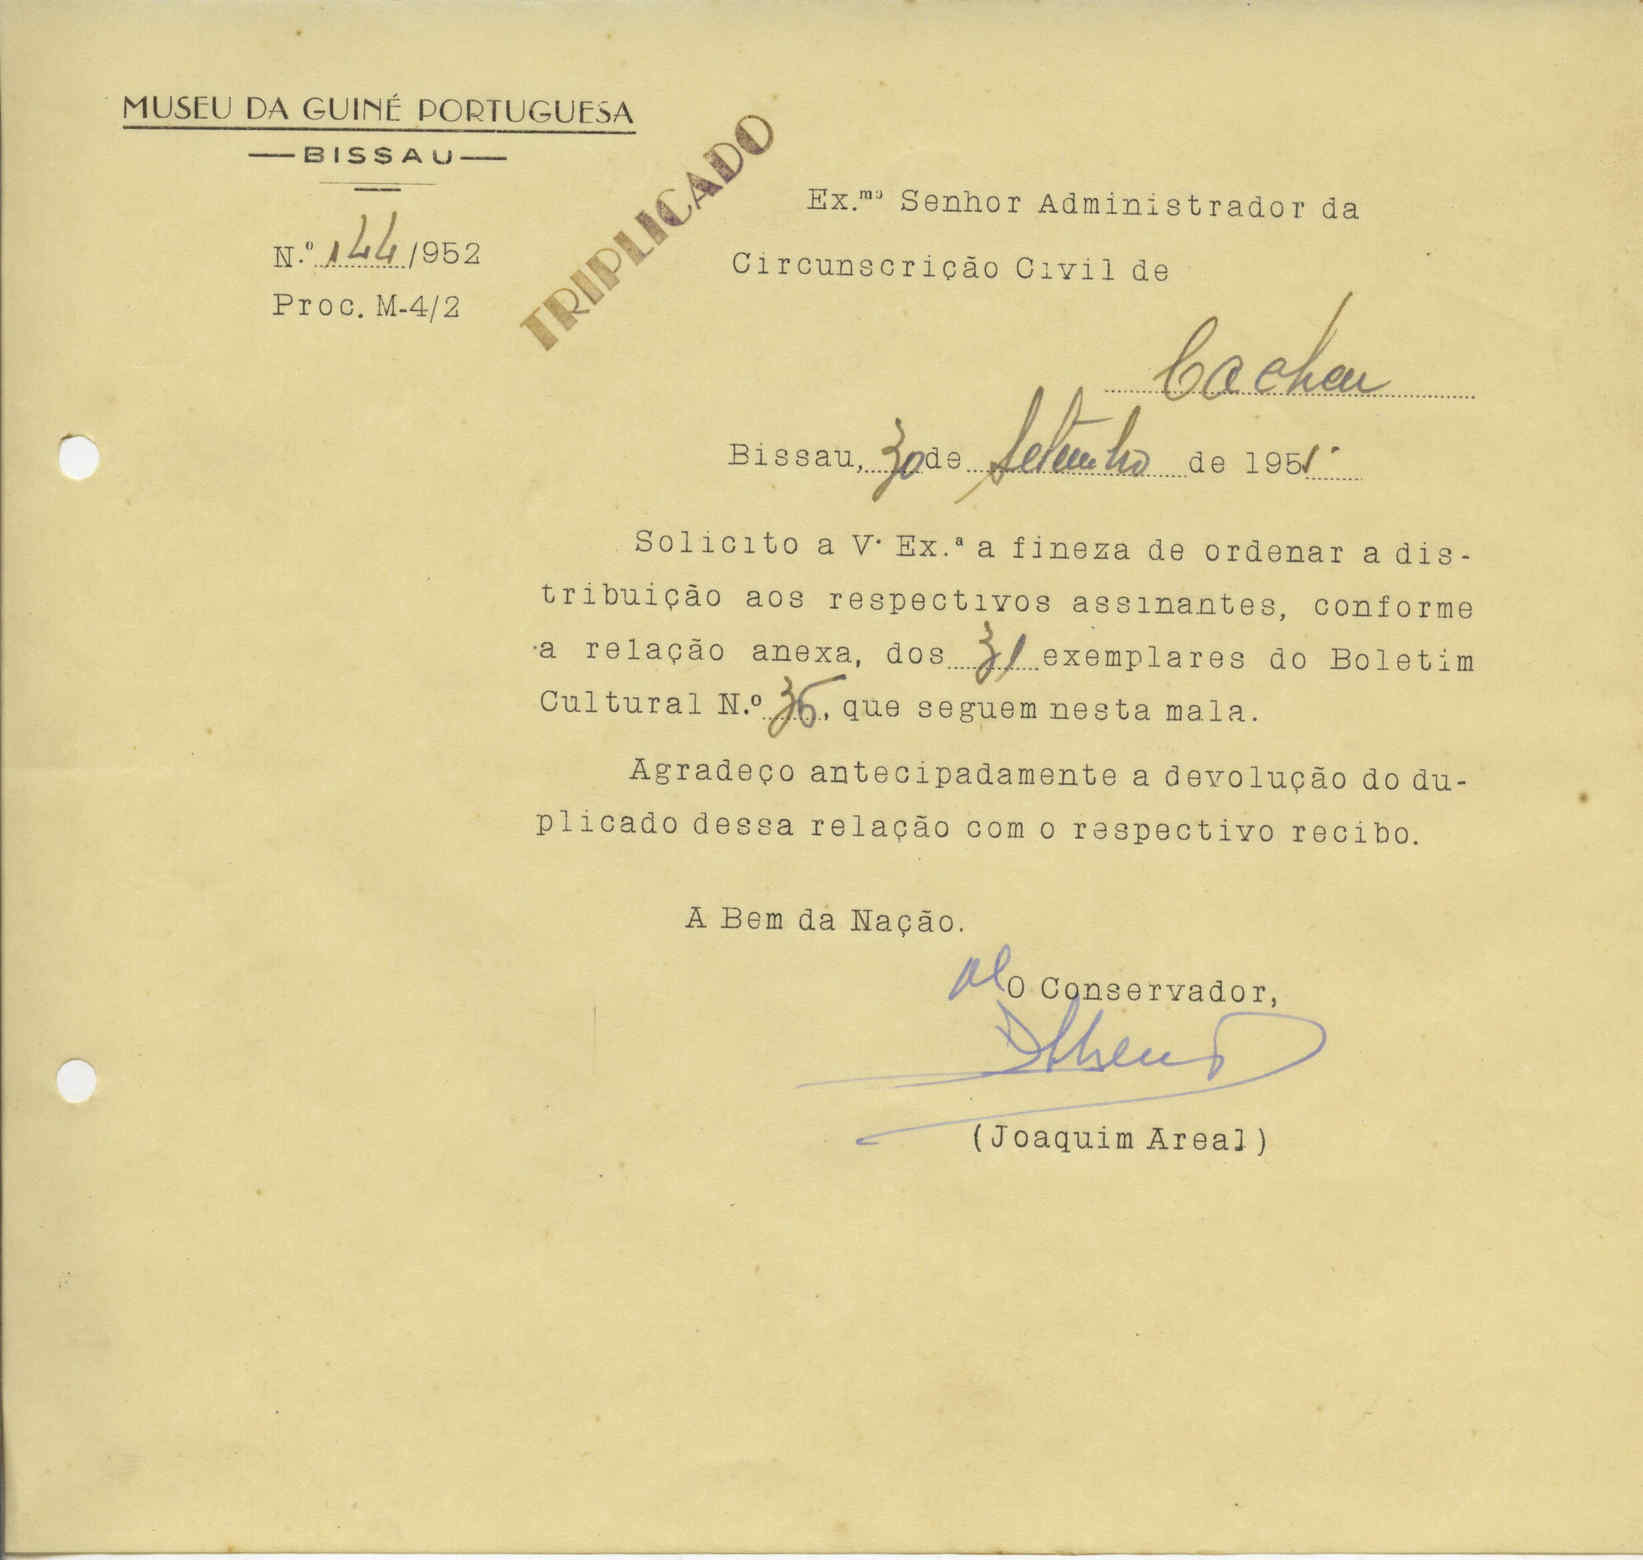 MUSEU DA GUINÉ PORTUGUESA
BISSAU
N.º 144/952
Proc. M-4/2
TRIPLICADO
Ex.mo Senhor Administrador da
Circunscrição Civil de
Cacheu
Bissau, 30 de Setembro de 1951
Solicito a V. Ex.ª a fineza de ordenar a dis-
tribuição aos respectivos assinantes, conforme
a relação anexa, dos 31 exemplares do Boletim
Cultural N.º 36, que seguem nesta mala.
Agradeço antecipadamente a devolução do du-
plicado dessa relação com o respectivo recibo.
A Bem da Nação.
O Conservador,
(Joaquim Areal)